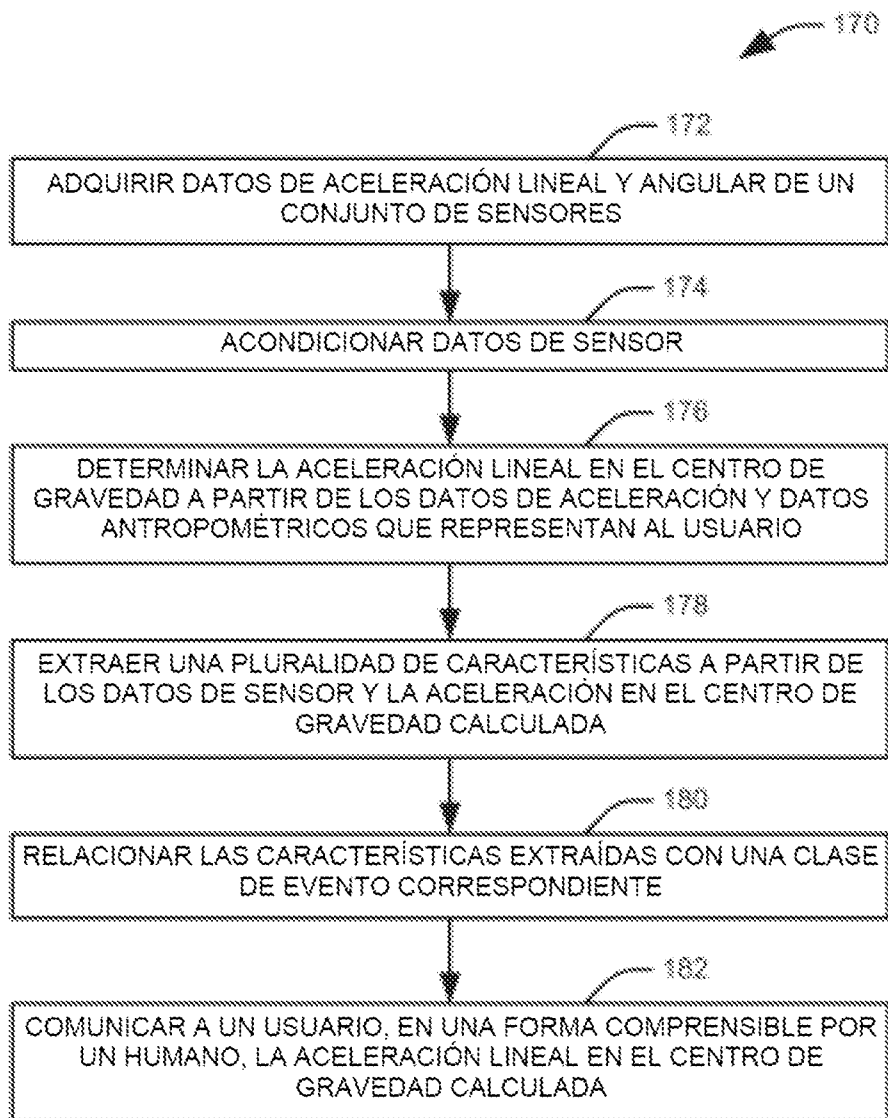 170
172
ADQUIRIR DATOS DE ACELERACIÓN LINEAL Y ANGULAR DE UN
CONJUNTO DE SENSORES
174
ACONDICIONAR DATOS DE SENSOR
176
DETERMINAR LA ACELERACIÓN LINEAL EN EL CENTRO DE
GRAVEDAD A PARTIR DE LOS DATOS DE ACELERACIÓN Y DATOS
ANTROPOMÉTRICOS QUE REPRESENTAN AL USUARIO
178
EXTRAER UNA PLURALIDAD DE CARACTERÍSTICAS A PARTIR DE
LOS DATOS DE SENSOR Y LA ACELERACIÓN EN EL CENTRO DE
GRAVEDAD CALCULADA
180
RELACIONAR LAS CARACTERÍSTICAS EXTRAÍDAS CON UNA CLASE
DE EVENTO CORRESPONDIENTE
182
COMUNICAR A UN USUARIO, EN UNA FORMA COMPRENSIBLE POR
UN HUMANO, LA ACELERACIÓN LINEAL EN EL CENTRO DE
GRAVEDAD CALCULADA